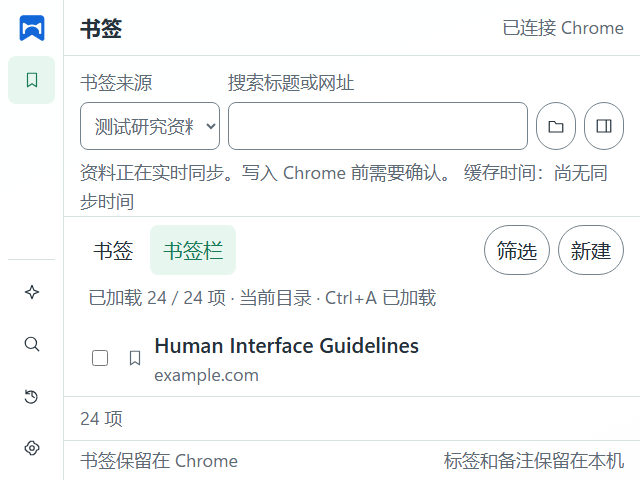 书签
已连接 Chrome
书签来源
搜索标题或网址
测试研究资料
资料正在实时同步。写入 Chrome 前需要确认。 缓存时间：尚无同
步时间
书签
书签栏
筛选
新建
已加载 24 / 24 项 · 当前目录 · Ctrl+A 已加载
Human Interface Guidelines
example.com
24 项
书签保留在 Chrome
标签和备注保留在本机